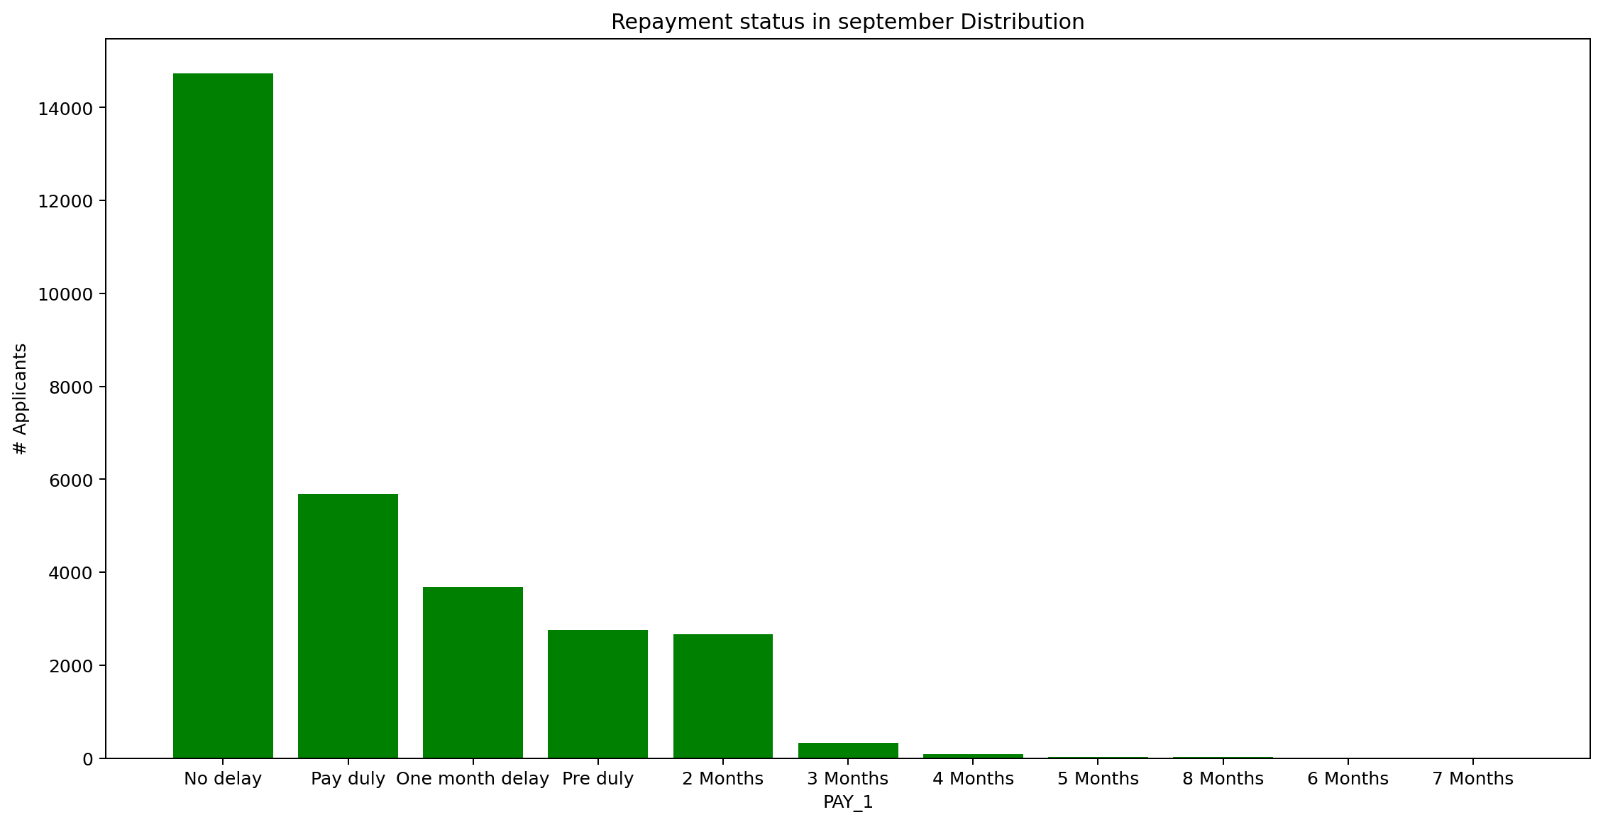 Repayment status in september Distribution
14000
12000
10000
8000
6000
4000
2000
0
# Applicants
No delay Pay duly One month delay Pre duly 2 Months 3 Months 4 Months 5 Months 8 Months 6 Months 7 Months
PAY_1